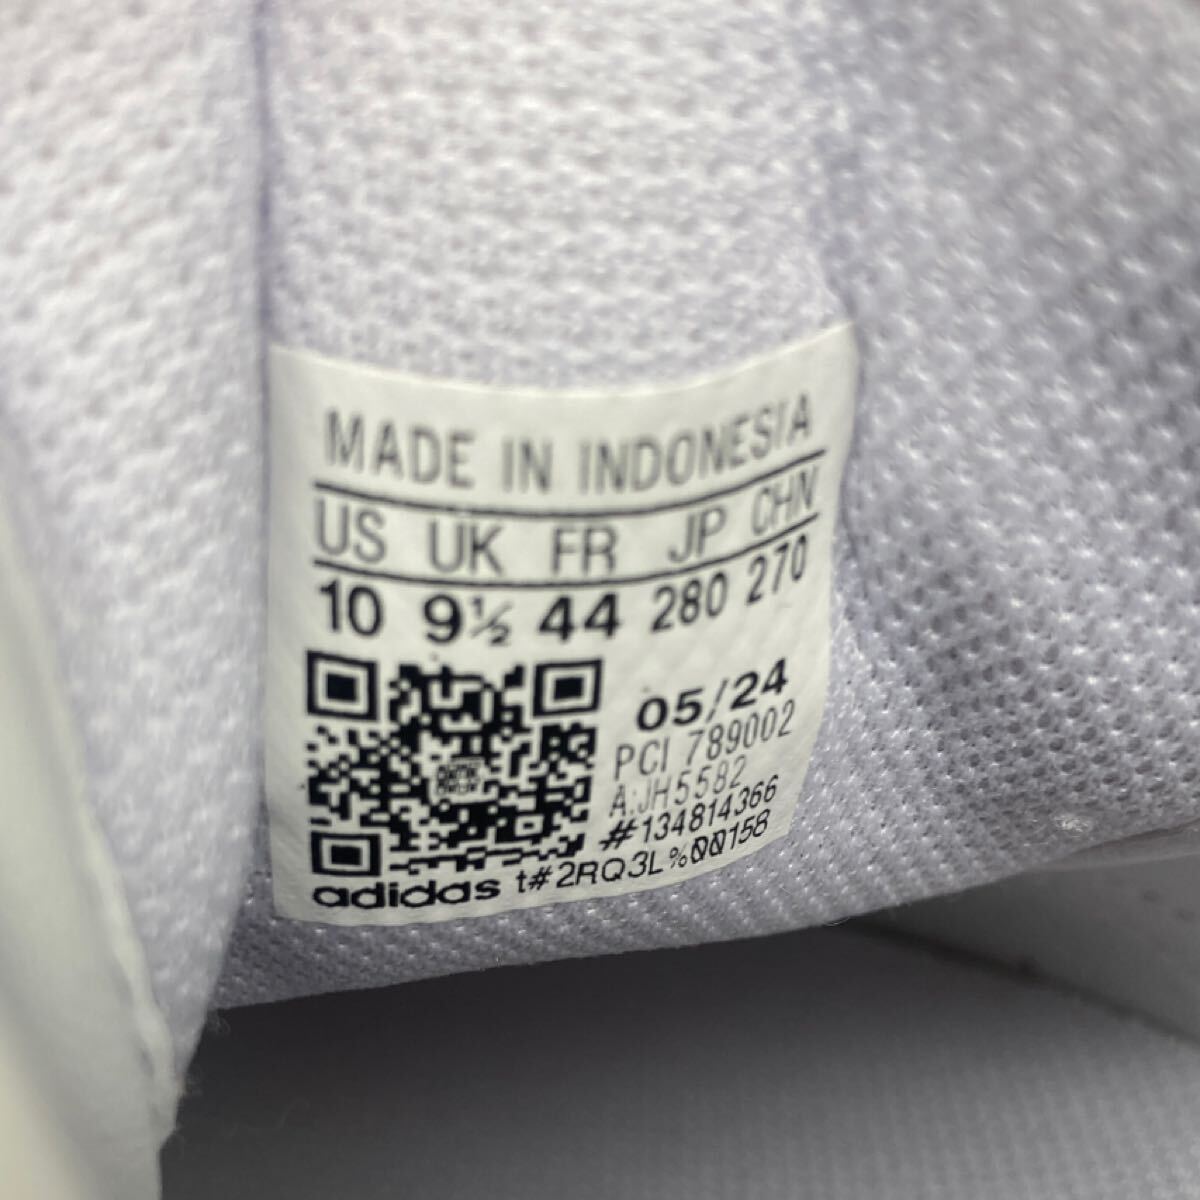 MADE IN INDONESIA
US UK FR JP CHN
10 9½ 44 280 270
05/24
PCI 789002
A:JH5582
#134814366
adidas t#2RQ3L%00158